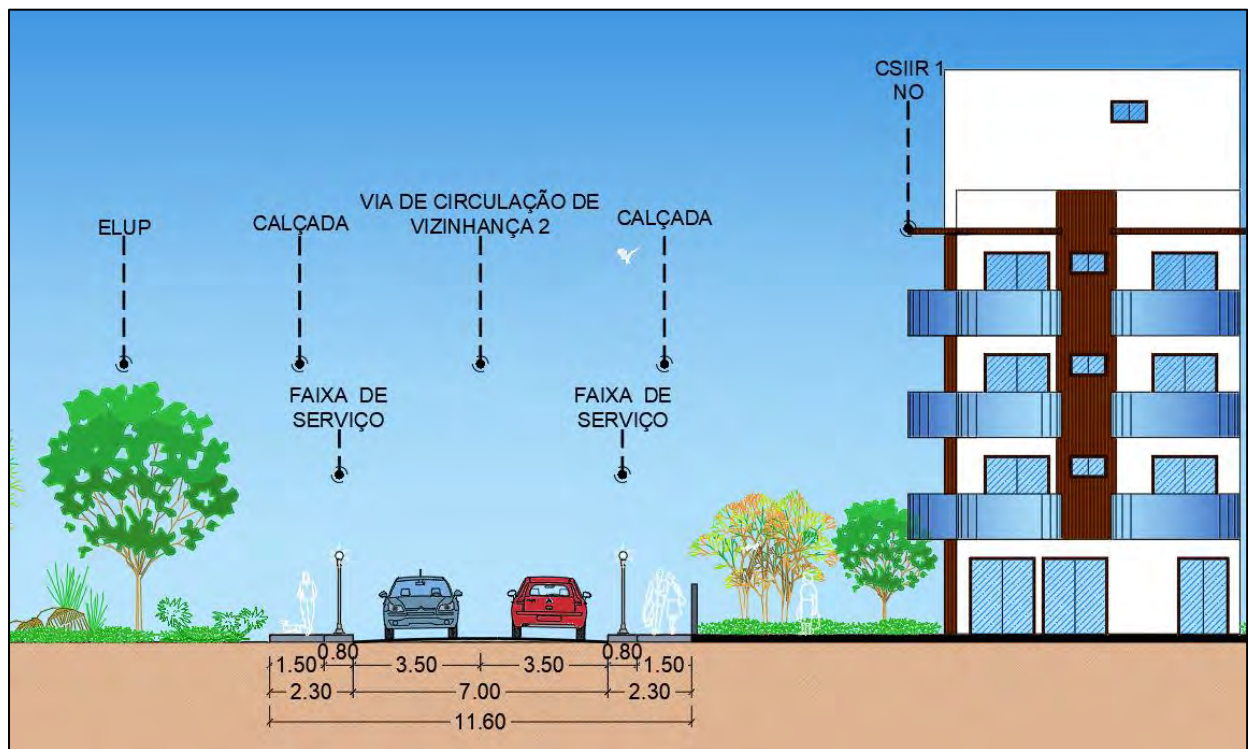 CSIIR 1
NO
ELUP
CALÇADA
VIA DE CIRCULAÇÃO DE
VIZINHANÇA 2
CALÇADA
FAIXA DE
SERVIÇO
FAIXA DE
SERVIÇO
1.50 0.80 3.50 3.50 0.80 1.50
2.30 7.00 2.30
11.60